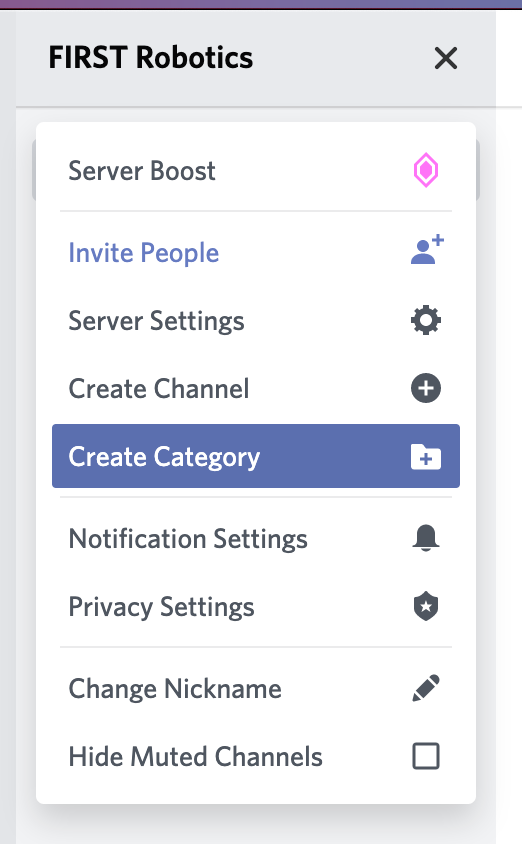 FIRST Robotics
Server Boost
Invite People
Server Settings
Create Channel
Create Category
Notification Settings
Privacy Settings
Change Nickname
Hide Muted Channels